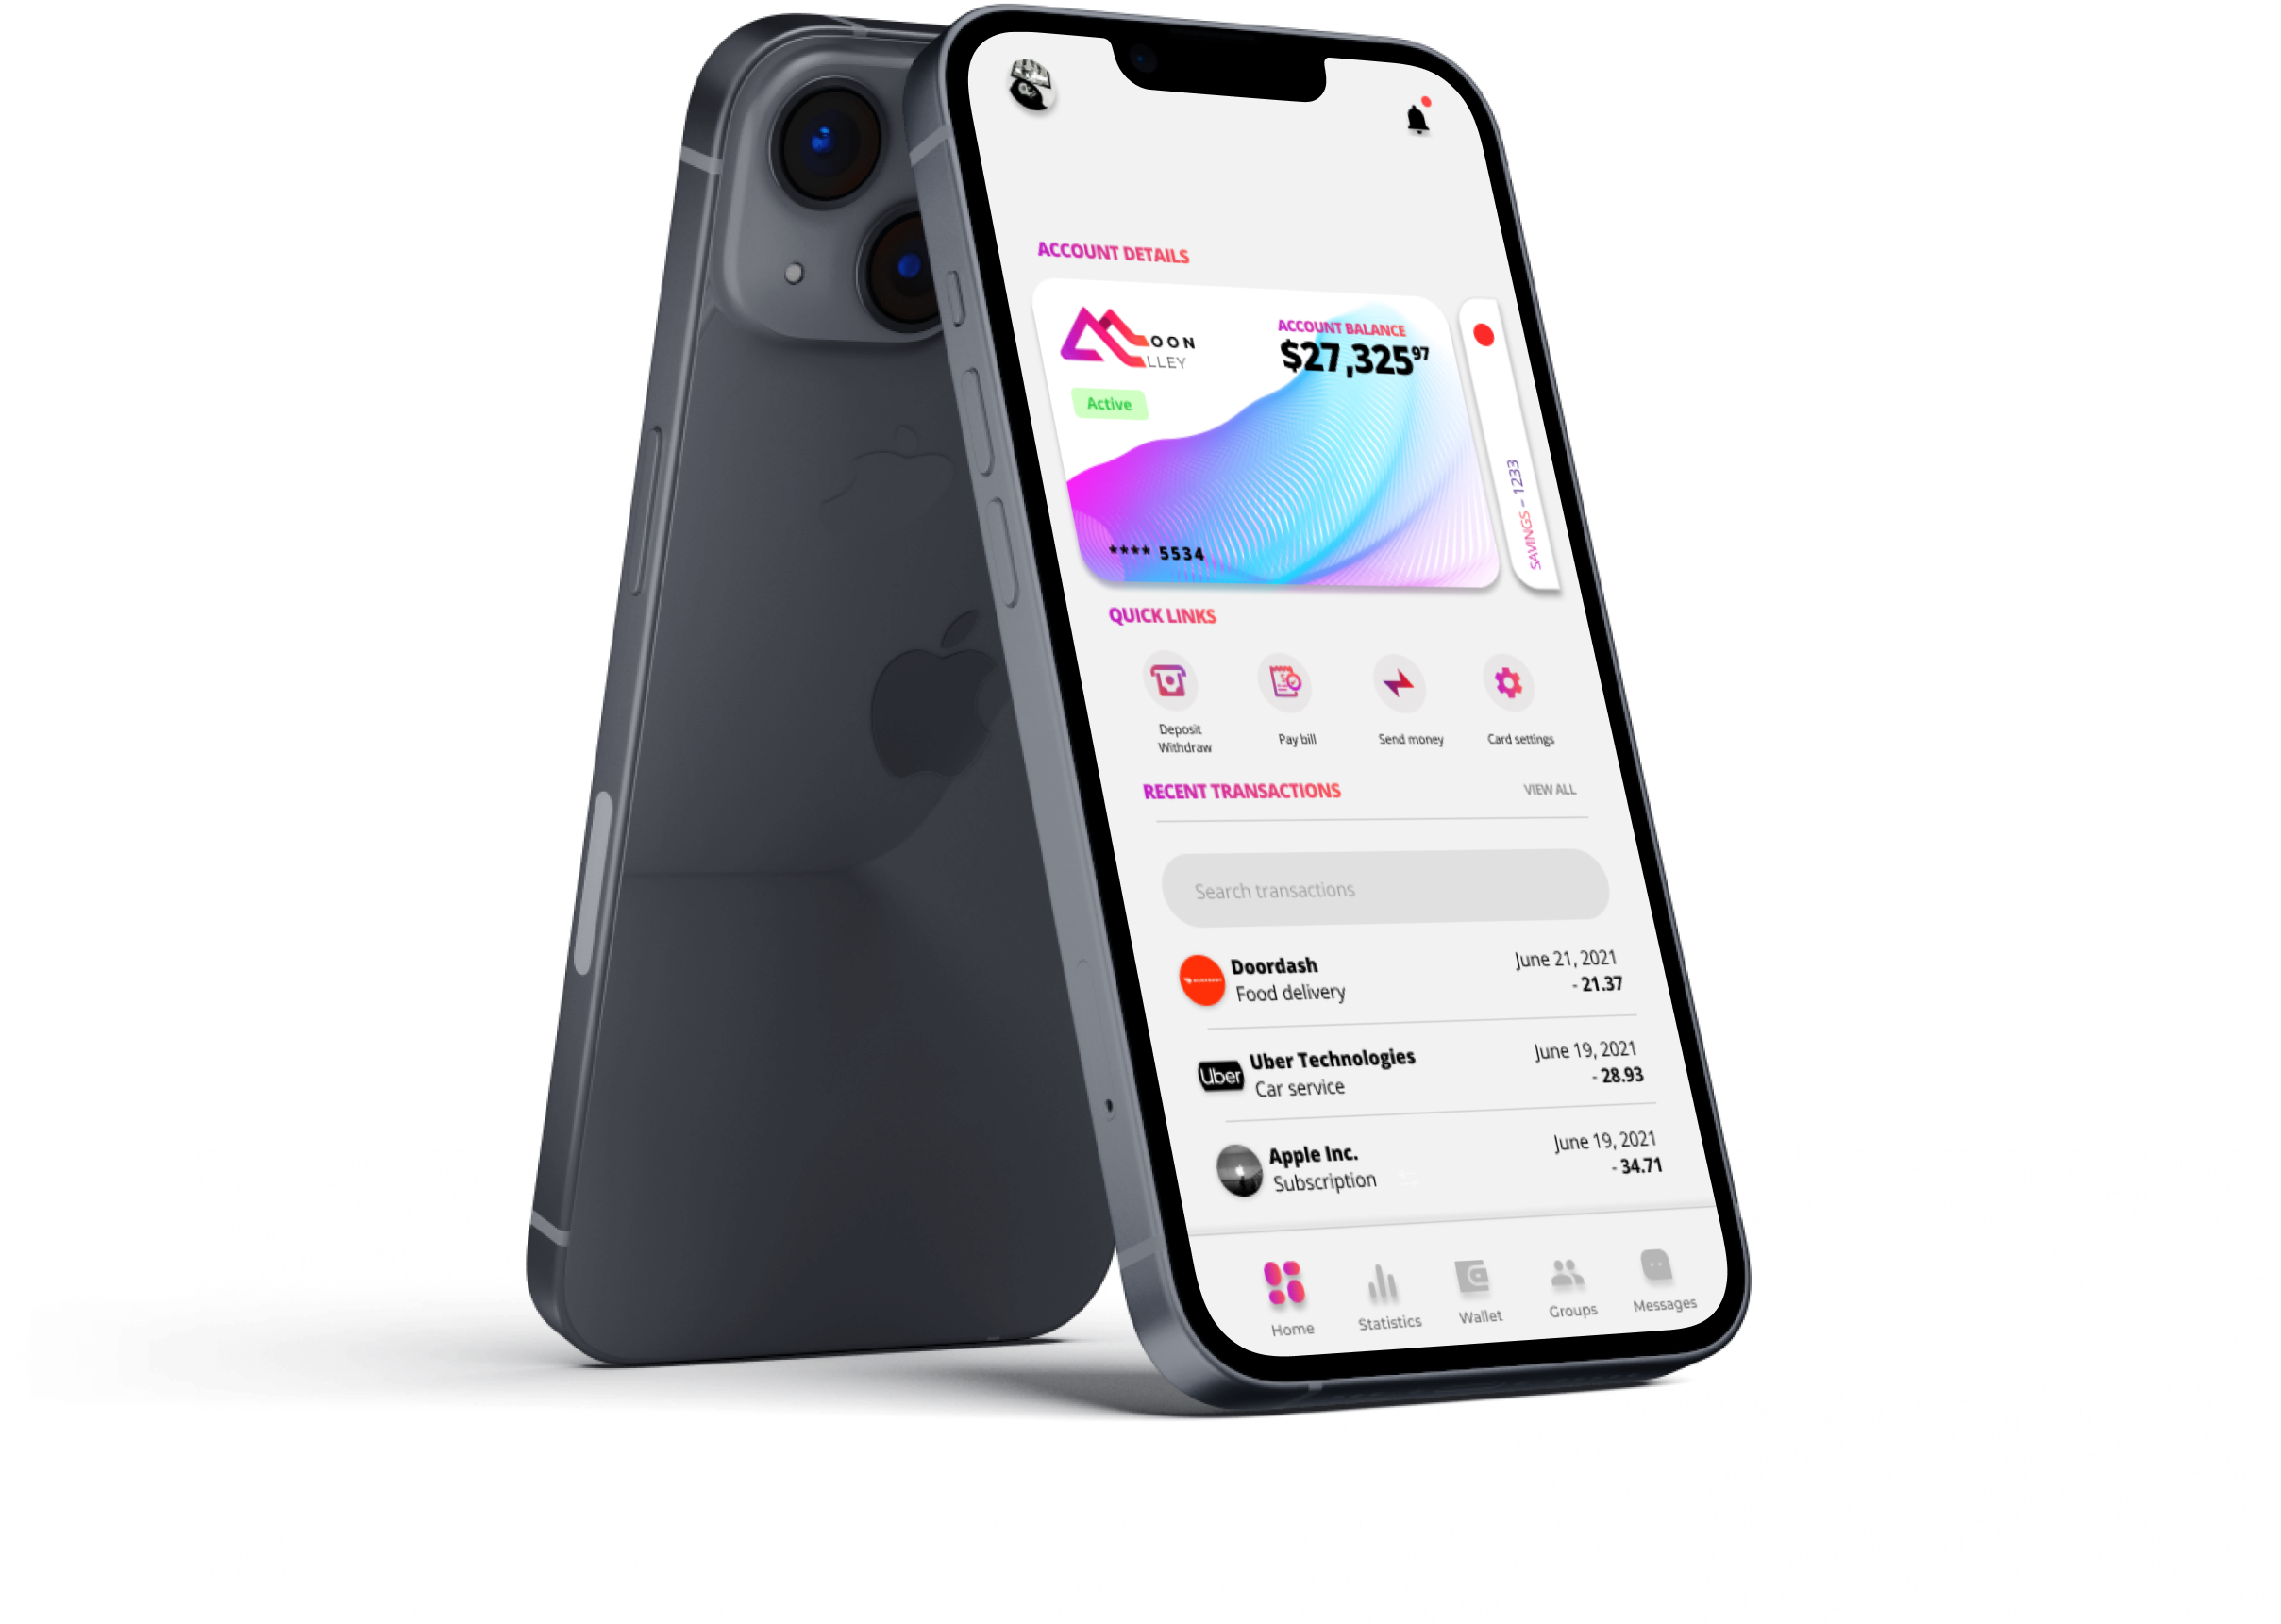 ACCOUNT DETAILS
OON
LLEY
ACCOUNT BALANCE
$27,32597
Active
**** 5534
SAVINGS - 1233
QUICK LINKS
Deposit
Withdraw
Pay bill
Send money
Card settings
RECENT TRANSACTIONS
VIEW ALL
Search transactions
Doordash
June 21, 2021
Food delivery
- 21.37
Uber
Uber Technologies
June 19, 2021
Car service
- 28.93
Apple Inc.
June 19, 2021
Subscription
- 34.71
Home
Statistics
Wallet
Groups
Messages